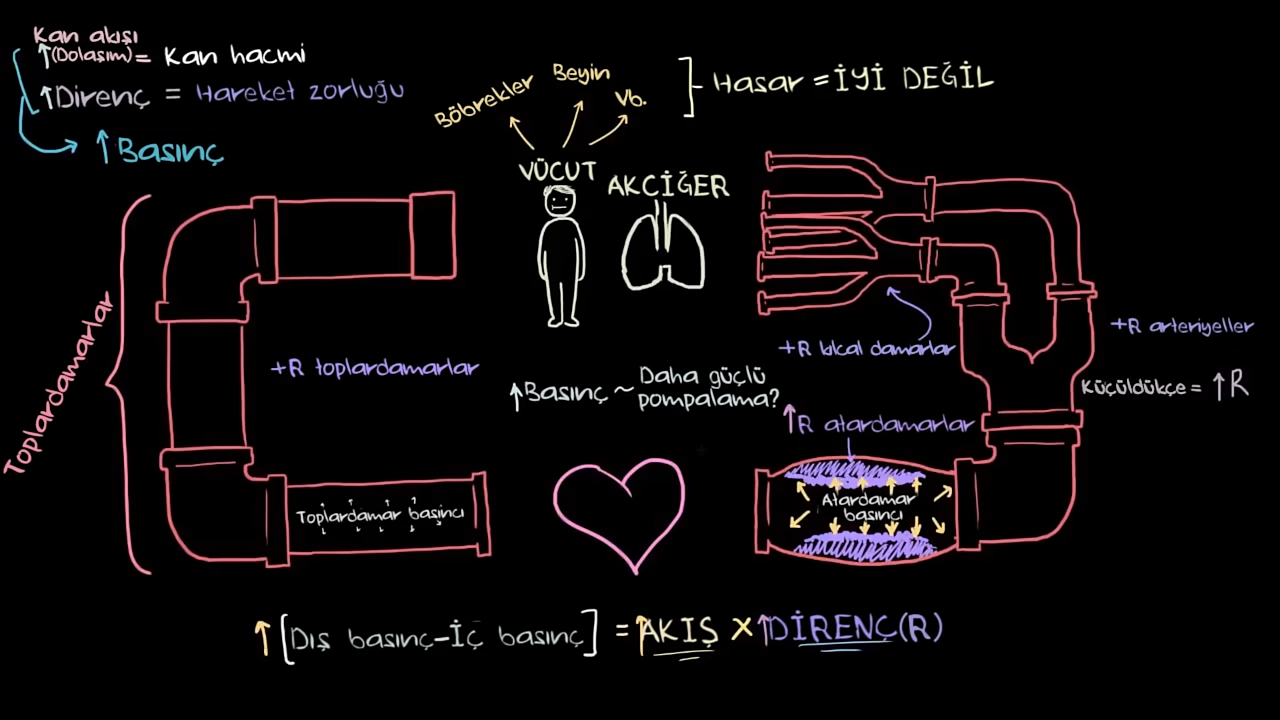 Kan akışı
↑(Dolaşım) = Kan hacmi
↑Direnç = Hareket zorluğu
↑Basınç
Böbrekler
Beyin
Vb.
Hasar = İYİ DEĞİL
VÜCUT
AKCİĞER
Toplardamarlar
+R toplardamarlar
↑Basınç ~ Daha güçlü
pompalama?
+R kılcal damarlar
+R arteriyeller
Küçüldükçe = ↑R
↑R atardamarlar
Toplardamar basıncı
Atardamar
basıncı
↑[Dış basınç-İç basınç] = ↑AKIŞ X ↑DİRENÇ(R)